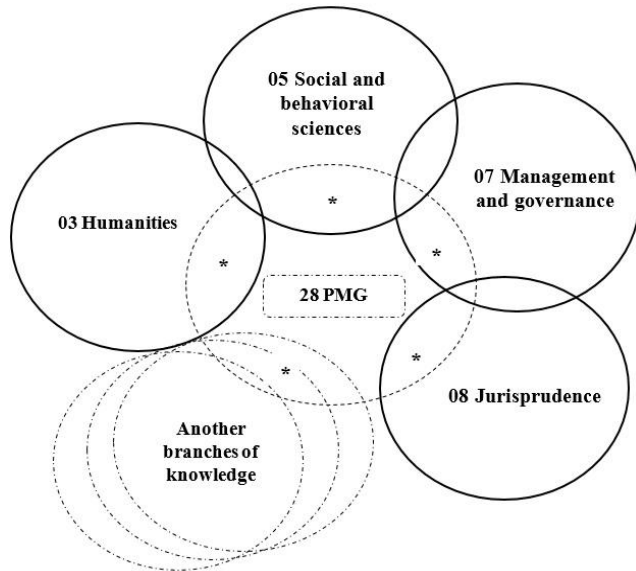 05 Social and
behavioral
sciences
07 Management
and governance
03 Humanities
*
*
*
28 PMG
*
*
08 Jurisprudence
Another
branches of
knowledge